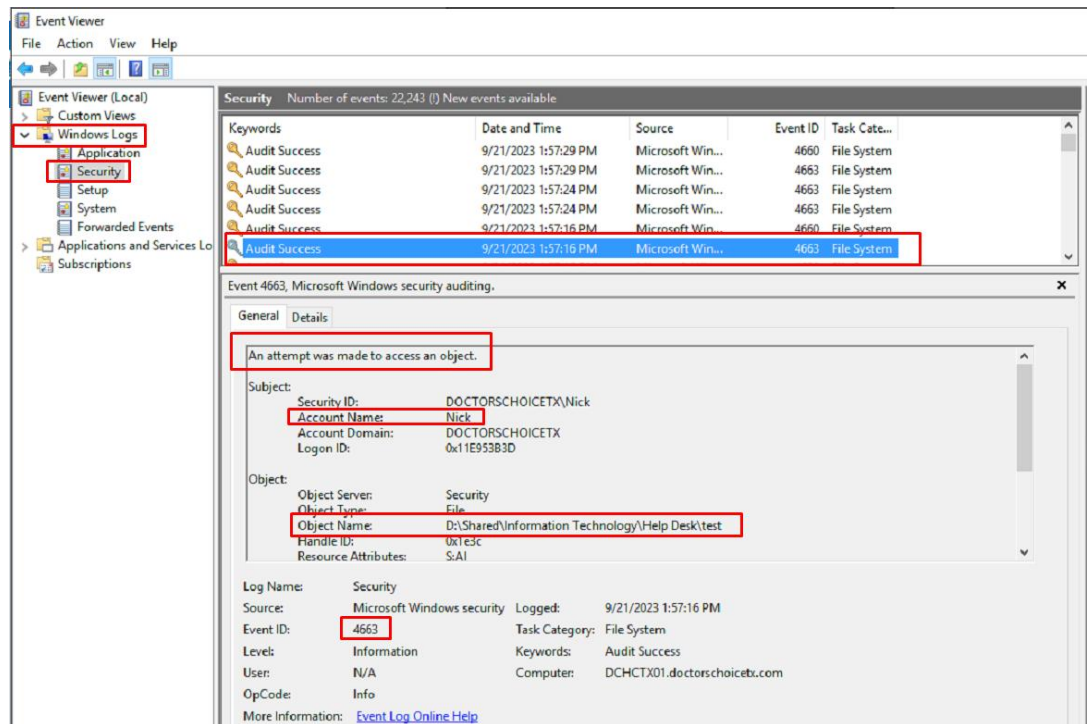 Event Viewer
File Action View Help
Event Viewer (Local)
Custom Views
Windows Logs
Application
Security
Setup
System
Forwarded Events
Applications and Services Lo
Subscriptions
Security Number of events: 22,243 (!) New events available
Keywords Date and Time Source Event ID Task Cate...
Audit Success 9/21/2023 1:57:29 PM Microsoft Win... 4660 File System
Audit Success 9/21/2023 1:57:29 PM Microsoft Win... 4663 File System
Audit Success 9/21/2023 1:57:24 PM Microsoft Win... 4663 File System
Audit Success 9/21/2023 1:57:24 PM Microsoft Win... 4663 File System
Audit Success 9/21/2023 1:57:16 PM Microsoft Win... 4660 File System
Audit Success 9/21/2023 1:57:16 PM Microsoft Win... 4663 File System
Event 4663, Microsoft Windows security auditing.
General Details
An attempt was made to access an object.
Subject:
Security ID: DOCTORSCHOICETX\Nick
Account Name: Nick
Account Domain: DOCTORSCHOICETX
Logon ID: 0x11E953B3D
Object:
Object Server: Security
Object Type: File
Object Name: D:\Shared\Information Technology\Help Desk\test
Handle ID: 0x1e3c
Resource Attributes: S:AI
Log Name: Security
Source: Microsoft Windows security Logged: 9/21/2023 1:57:16 PM
Event ID: 4663 Task Category: File System
Level: Information Keywords: Audit Success
User: N/A Computer: DCHCTX01.doctorschoicetx.com
OpCode: Info
More Information: Event Log Online Help